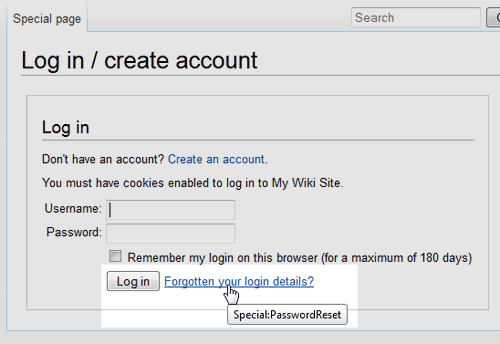 Special page
Search
Log in / create account
Log in
Don't have an account? Create an account.
You must have cookies enabled to log in to My Wiki Site.
Username:
Password:
Remember my login on this browser (for a maximum of 180 days)
Log in Forgotten your login details?
Special:PasswordReset